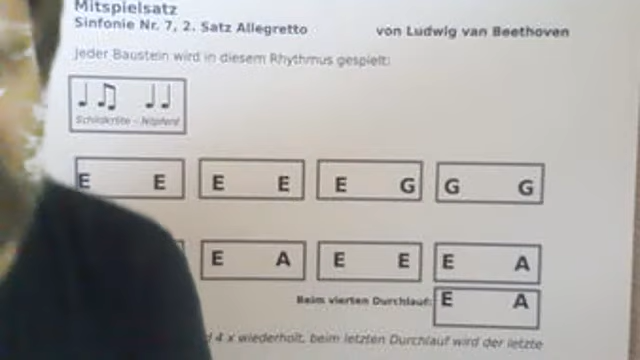 Mitspielsatz
Sinfonie Nr. 7, 2. Satz Allegretto von Ludwig van Beethoven
Jeder Baustein wird in diesem Rhythmus gespielt:
Schildkröte - Nilpferd
E E E E E G G G
E A E E E A
Beim vierten Durchlauf: E A
4 x wiederholt, beim letzten Durchlauf wird der letzte